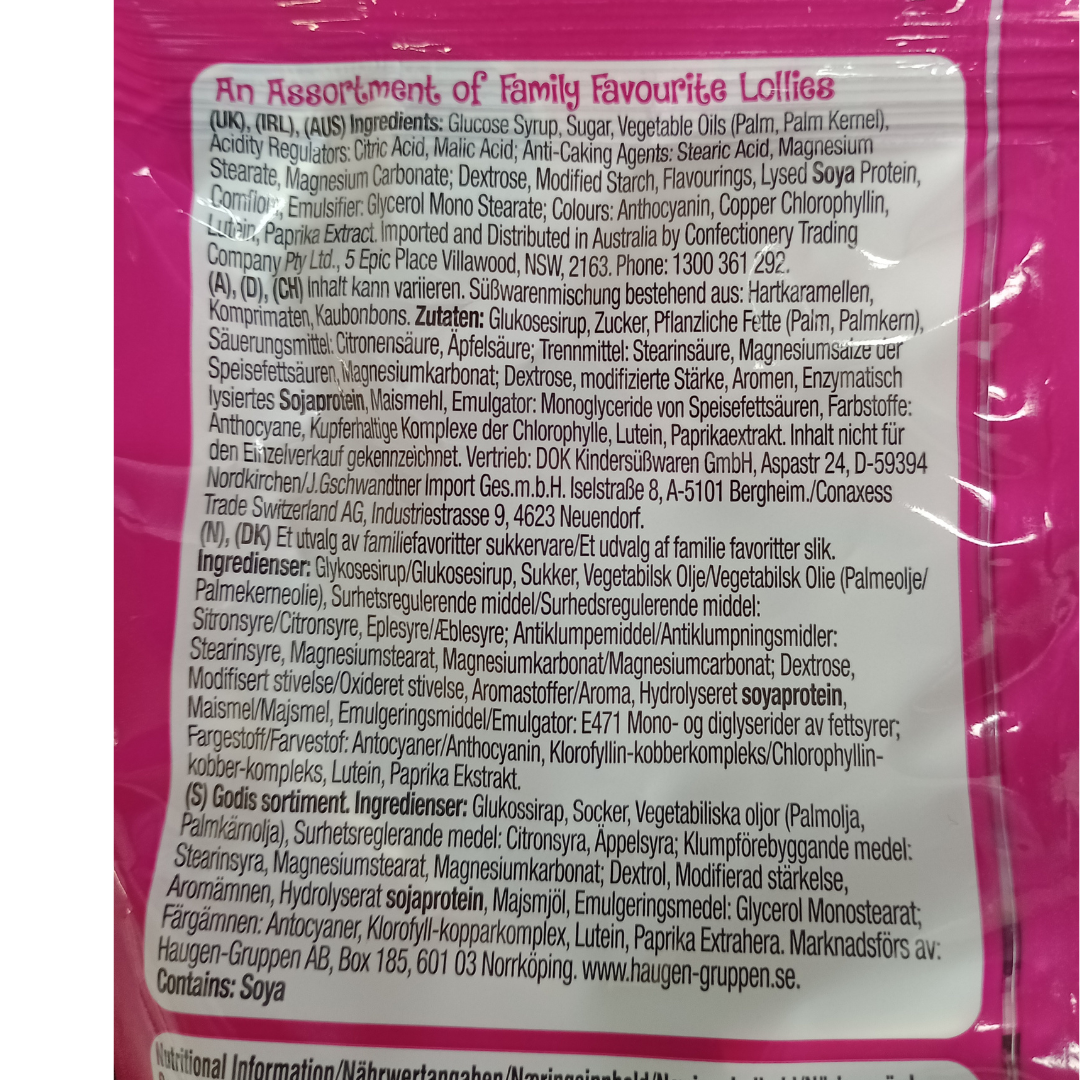 An Assortment of Family Favourite Lollies
(UK), (IRL), (AUS) Ingredients: Glucose Syrup, Sugar, Vegetable Oils (Palm, Palm Kernel),
Acidity Regulators: Citric Acid, Malic Acid; Anti-Caking Agents: Stearic Acid, Magnesium
Stearate, Magnesium Carbonate; Dextrose, Modified Starch, Flavourings, Lysed Soya Protein,
Cornflour, Emulsifier: Glycerol Mono Stearate; Colours: Anthocyanin, Copper Chlorophyllin,
Lutein, Paprika Extract. Imported and Distributed in Australia by Confectionery Trading
Company Pty Ltd., 5 Epic Place Villawood, NSW, 2163. Phone: 1300 361 292.
(A), (D), (CH) Inhalt kann variieren. Süßwarenmischung bestehend aus: Hartkaramellen,
Komprimaten, Kaubonbons. Zutaten: Glukosesirup, Zucker, Pflanzliche Fette (Palm, Palmkern),
Säuerungsmittel: Citronensäure, Äpfelsäure; Trennmittel: Stearinsäure, Magnesiumsalze der
Speisefettsäuren, Magnesiumkarbonat; Dextrose, modifizierte Stärke, Aromen, Enzymatisch
lysiertes Sojaprotein, Maismehl, Emulgator: Monoglyceride von Speisefettsäuren, Farbstoffe:
Anthocyane, Kupferhaltige Komplexe der Chlorophylle, Lutein, Paprikaextrakt. Inhalt nicht für
den Einzelverkauf gekennzeichnet. Vertrieb: DOK Kindersüßwaren GmbH, Aspastr 24, D-59394
Nordkirchen/J.Gschwandtner Import Ges.m.b.H. Iselstraße 8, A-5101 Bergheim./Conaxess
Trade Switzerland AG, Industriestrasse 9, 4623 Neuendorf.
(N), (DK) Et utvalg av familiefavoritter sukkervare/Et udvalg af familie favoritter slik.
Ingredienser: Glykosesirup/Glukosesirup, Sukker, Vegetabilsk Olje/Vegetabilsk Olie (Palmeolje/
Palmekerneolie), Surhetsregulerende middel/Surhedsregulerende middel:
Sitronsyre/Citronsyre, Eplesyre/Æblesyre; Antiklumpemiddel/Antiklumpningsmidler:
Stearinsyre, Magnesiumstearat, Magnesiumkarbonat/Magnesiumcarbonat; Dextrose,
Modifisert stivelse/Oxideret stivelse, Aromastoffer/Aroma, Hydrolyseret soyaprotein,
Maismel/Majsmel, Emulgeringsmiddel/Emulgator: E471 Mono- og diglyserider av fettsyrer;
Fargestoff/Farvestof: Antocyaner/Anthocyanin, Klorofyllin-kobberkompleks/Chlorophyllin-
kobber-kompleks, Lutein, Paprika Ekstrakt.
(S) Godis sortiment. Ingredienser: Glukossirap, Socker, Vegetabiliska oljor (Palmolja,
Palmkärnolja), Surhetsreglerande medel: Citronsyra, Äppelsyra; Klumpförebyggande medel:
Stearinsyra, Magnesiumstearat, Magnesiumkarbonat; Dextrol, Modifierad stärkelse,
Aromämnen, Hydrolyserat sojaprotein, Majsmjöl, Emulgeringsmedel: Glycerol Monostearat;
Färgämnen: Antocyaner, Klorofyll-kopparkomplex, Lutein, Paprika Extrahera. Marknadsförs av:
Haugen-Gruppen AB, Box 185, 601 03 Norrköping. www.haugen-gruppen.se.
Contains: Soya
Nutritional Information/Nährwertangaben/